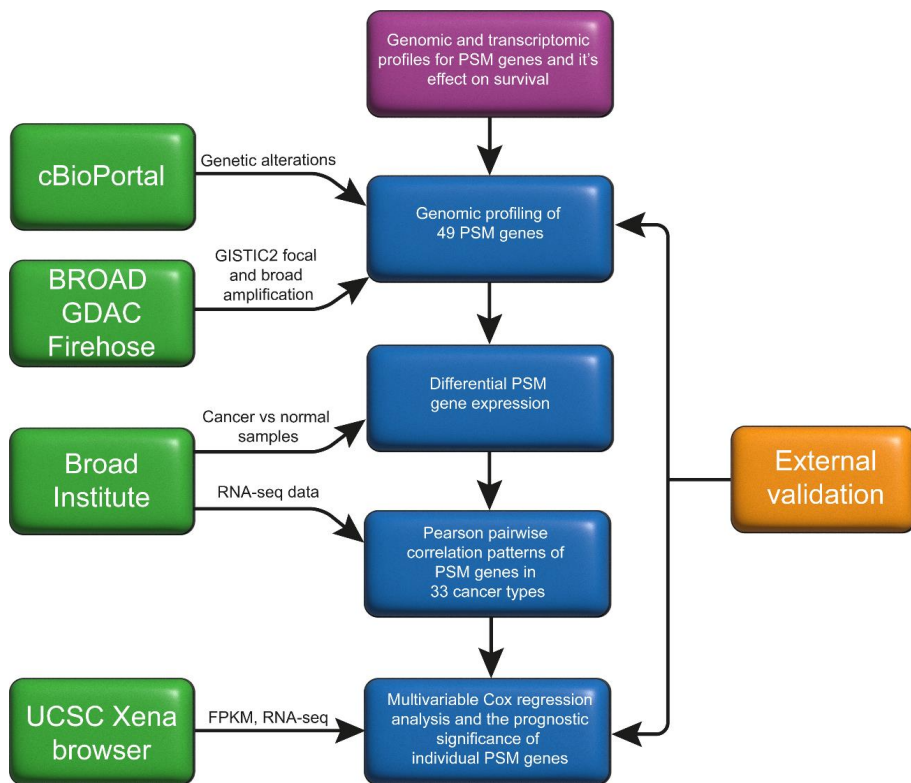 Genomic and transcriptomic
profiles for PSM genes and it's
effect on survival
cBioPortal
Genetic alterations
Genomic profiling of
49 PSM genes
BROAD
GDAC
Firehose
GISTIC2 focal
and broad
amplification
Differential PSM
gene expression
Cancer vs normal
samples
Broad
Institute
RNA-seq data
External
validation
Pearson pairwise
correlation patterns of
PSM genes in
33 cancer types
UCSC Xena
browser
FPKM, RNA-seq
Multivariable Cox regression
analysis and the prognostic
significance of
individual PSM genes